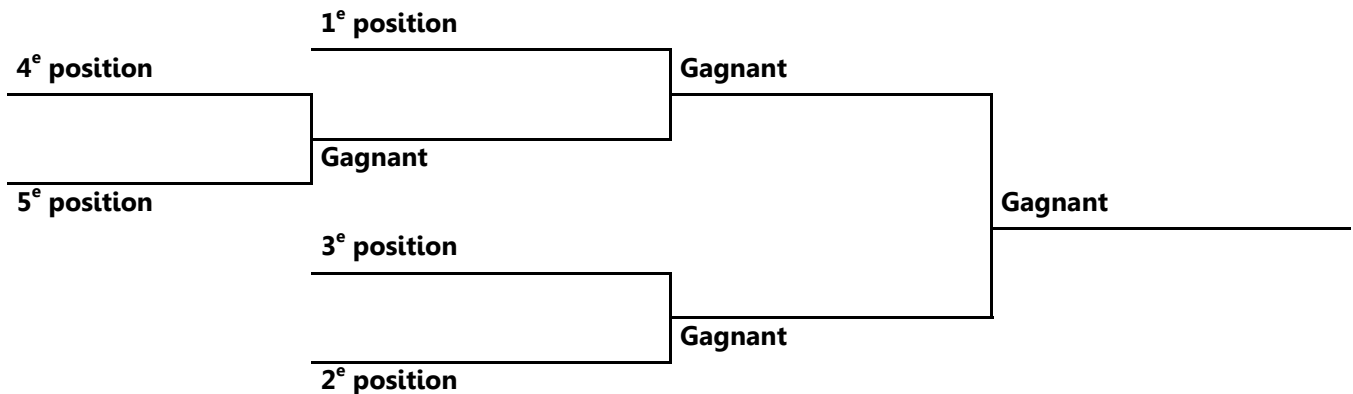 1ᵉ position
4ᵉ position
Gagnant
Gagnant
5ᵉ position
Gagnant
3ᵉ position
Gagnant
2ᵉ position